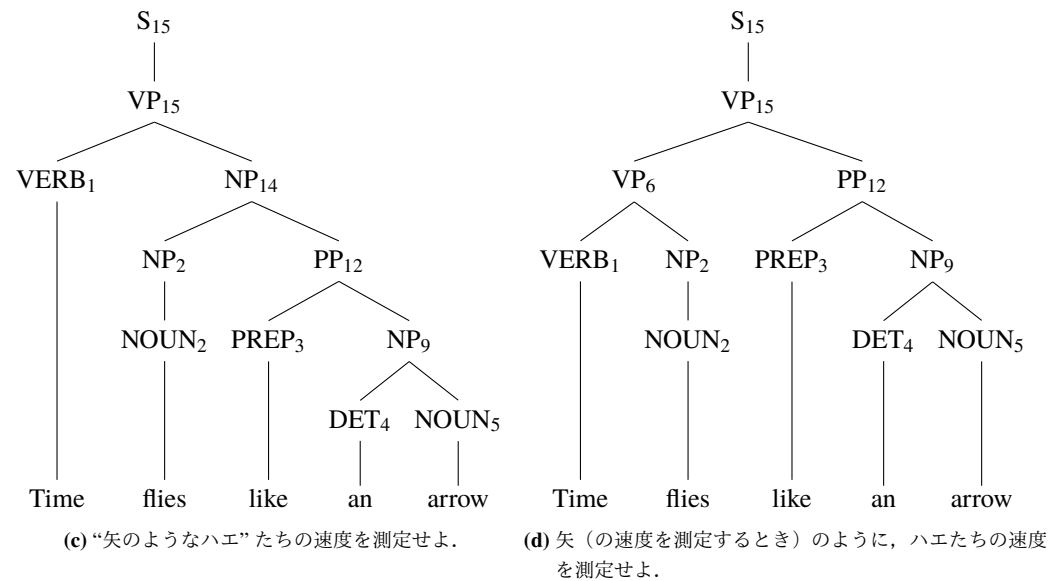 S15 S15
VP15 VP15
VERB1 NP14 VP6 PP12
NP2 PP12 VERB1 NP2 PREP3 NP9
NOUN2 PREP3 NP9 NOUN2 DET4 NOUN5
DET4 NOUN5
Time flies like an arrow Time flies like an arrow
(c) “矢のようなハエ” たちの速度を測定せよ.
(d) 矢（の速度を測定するとき）のように，ハエたちの速度
を測定せよ.